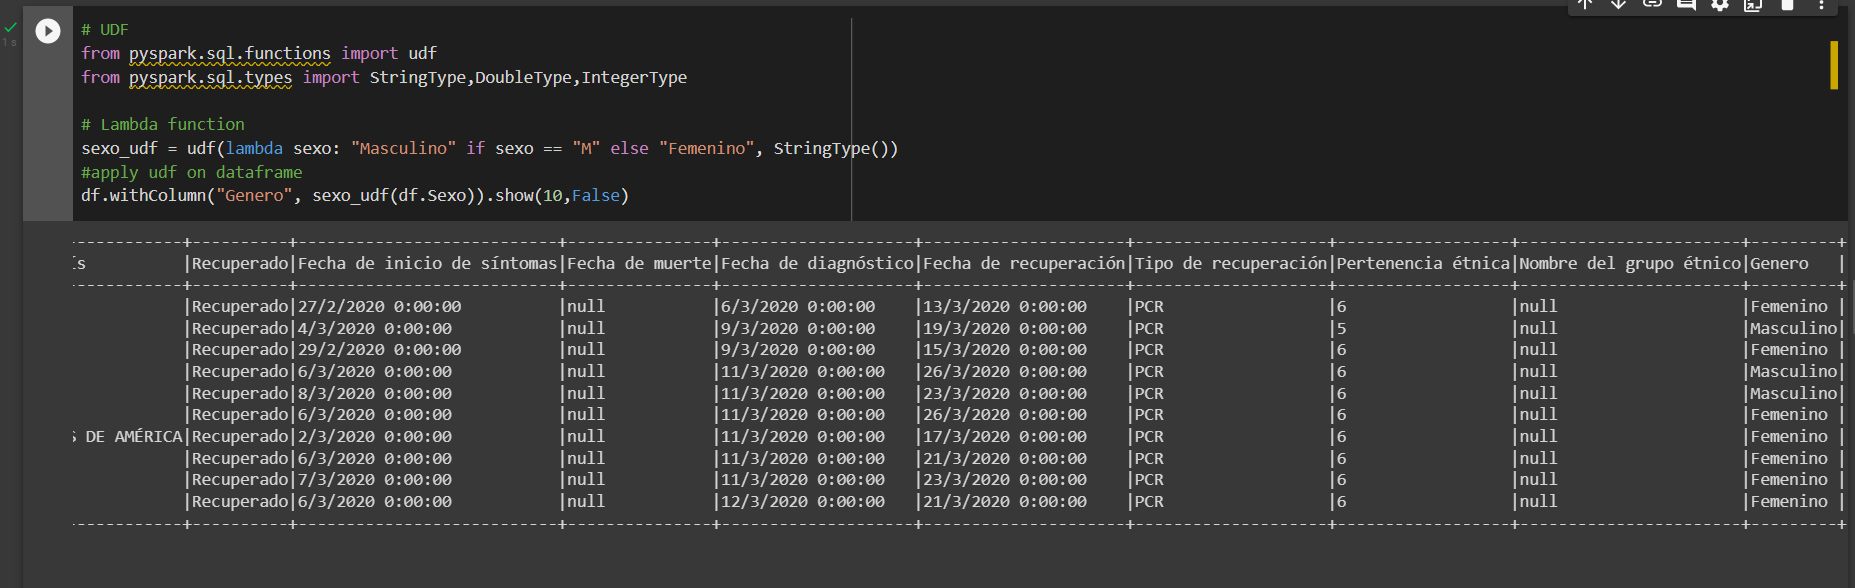 1 s
# UDF
from pyspark.sql.functions import udf
from pyspark.sql.types import StringType,DoubleType,IntegerType
# Lambda function
sexo_udf = udf(lambda sexo: "Masculino" if sexo == "M" else "Femenino", StringType())
#apply udf on dataframe
df.withColumn("Genero", sexo_udf(df.Sexo)).show(10,False)
------------+----------+---------------------------+---------------+--------------------+---------------------+--------------------+------------------+-----------------------+---------+
ís |Recuperado|Fecha de inicio de síntomas|Fecha de muerte|Fecha de diagnóstico|Fecha de recuperación|Tipo de recuperación|Pertenencia étnica|Nombre del grupo étnico|Genero |
------------+----------+---------------------------+---------------+--------------------+---------------------+--------------------+------------------+-----------------------+---------+
|Recuperado|27/2/2020 0:00:00 |null |6/3/2020 0:00:00 |13/3/2020 0:00:00 |PCR |6 |null |Femenino |
|Recuperado|4/3/2020 0:00:00 |null |9/3/2020 0:00:00 |19/3/2020 0:00:00 |PCR |5 |null |Masculino|
|Recuperado|29/2/2020 0:00:00 |null |9/3/2020 0:00:00 |15/3/2020 0:00:00 |PCR |6 |null |Femenino |
|Recuperado|6/3/2020 0:00:00 |null |11/3/2020 0:00:00 |26/3/2020 0:00:00 |PCR |6 |null |Masculino|
|Recuperado|8/3/2020 0:00:00 |null |11/3/2020 0:00:00 |23/3/2020 0:00:00 |PCR |6 |null |Masculino|
|Recuperado|6/3/2020 0:00:00 |null |11/3/2020 0:00:00 |26/3/2020 0:00:00 |PCR |6 |null |Femenino |
S DE AMÉRICA|Recuperado|2/3/2020 0:00:00 |null |11/3/2020 0:00:00 |17/3/2020 0:00:00 |PCR |6 |null |Femenino |
|Recuperado|6/3/2020 0:00:00 |null |11/3/2020 0:00:00 |21/3/2020 0:00:00 |PCR |6 |null |Femenino |
|Recuperado|7/3/2020 0:00:00 |null |11/3/2020 0:00:00 |23/3/2020 0:00:00 |PCR |6 |null |Femenino |
|Recuperado|6/3/2020 0:00:00 |null |12/3/2020 0:00:00 |21/3/2020 0:00:00 |PCR |6 |null |Femenino |
------------+----------+---------------------------+---------------+--------------------+---------------------+--------------------+------------------+-----------------------+---------+